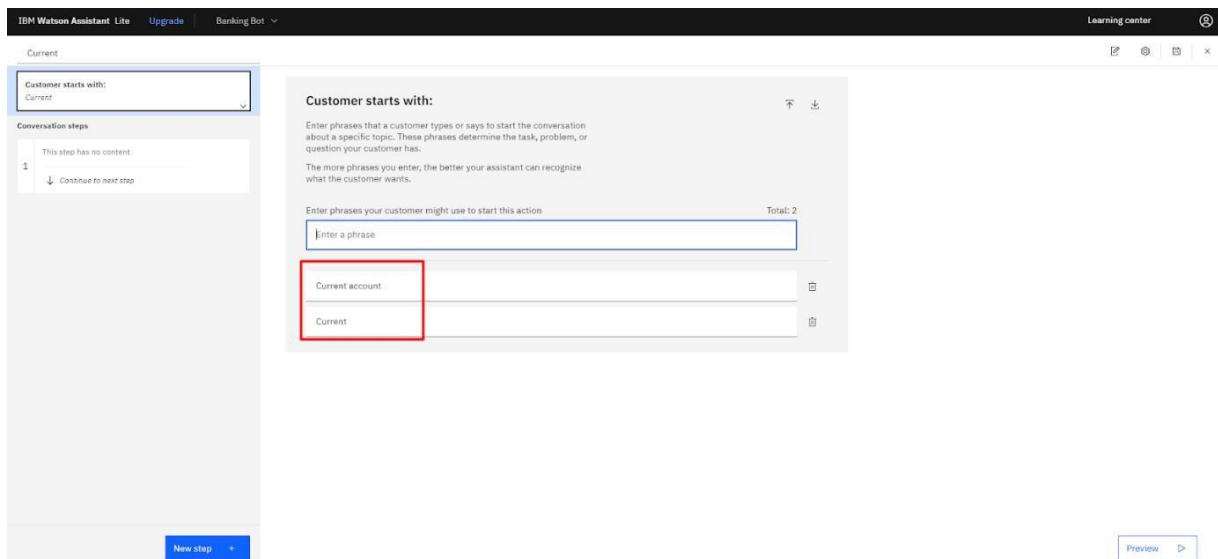 IBM Watson Assistant Lite Upgrade Banking Bot Learning center
Current
Customer starts with:
Current
Conversation steps
1
This step has no content
Continue to next step
New step +
Customer starts with:
Enter phrases that a customer types or says to start the conversation
about a specific topic. These phrases determine the task, problem, or
question your customer has.
The more phrases you enter, the better your assistant can recognize
what the customer wants.
Enter phrases your customer might use to start this action Total: 2
Enter a phrase
Current account
Current
Preview